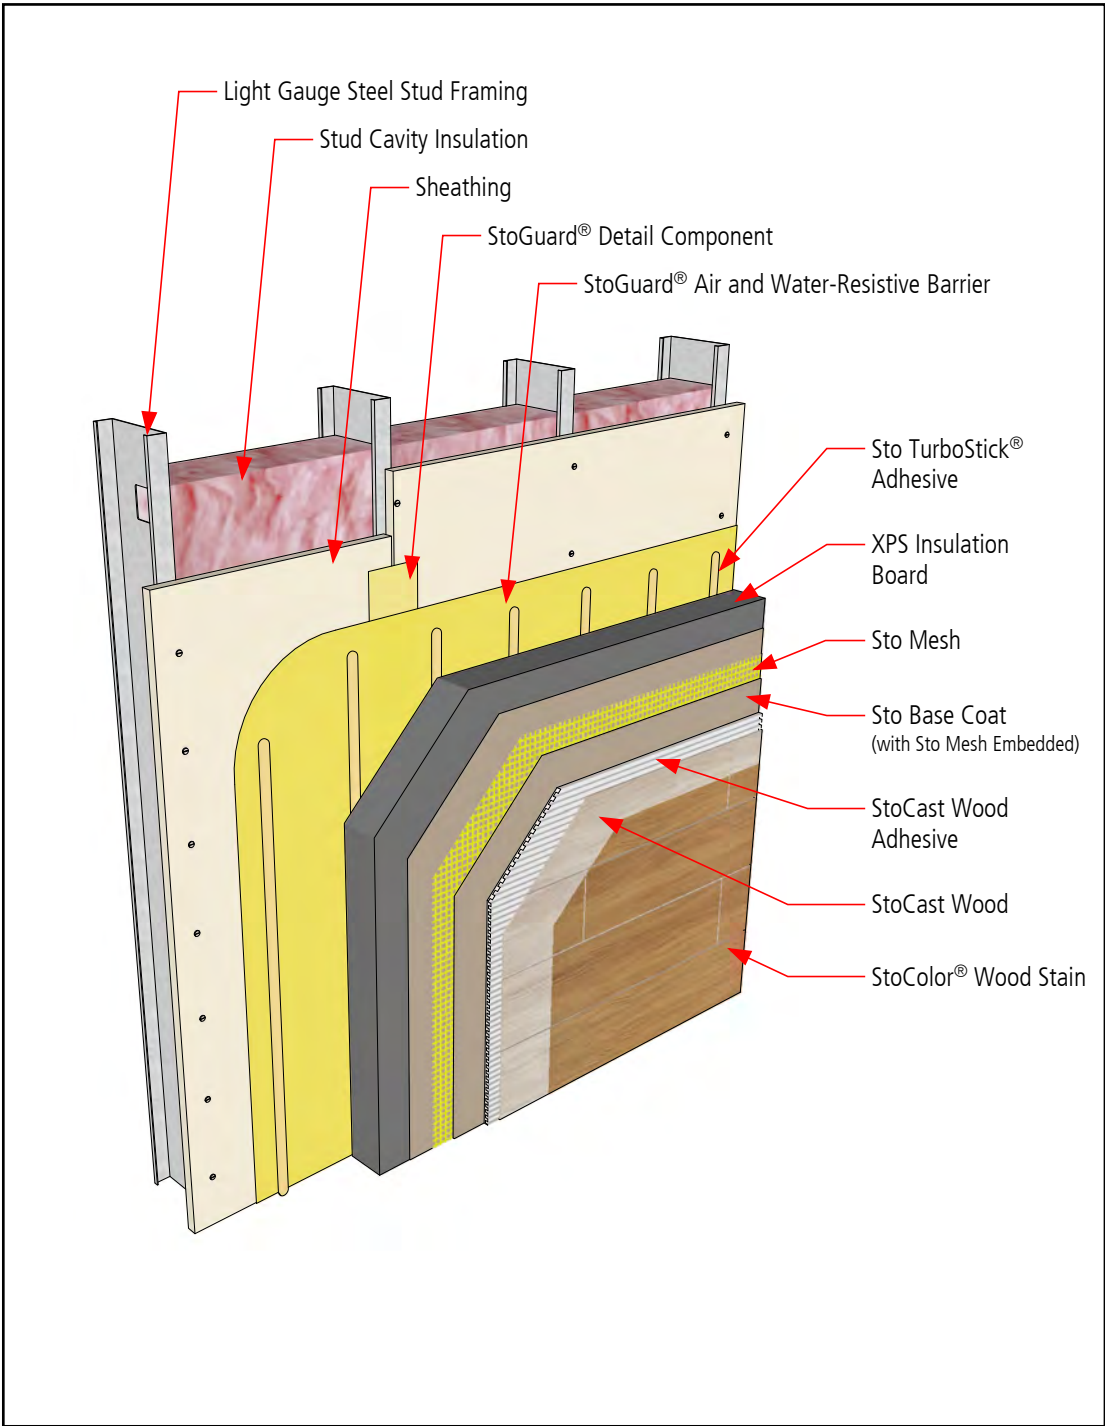 Light Gauge Steel Stud Framing
Stud Cavity Insulation
Sheathing
StoGuard® Detail Component
StoGuard® Air and Water-Resistive Barrier
Sto TurboStick®
Adhesive
XPS Insulation
Board
Sto Mesh
Sto Base Coat
(with Sto Mesh Embedded)
StoCast Wood
Adhesive
StoCast Wood
StoColor® Wood Stain